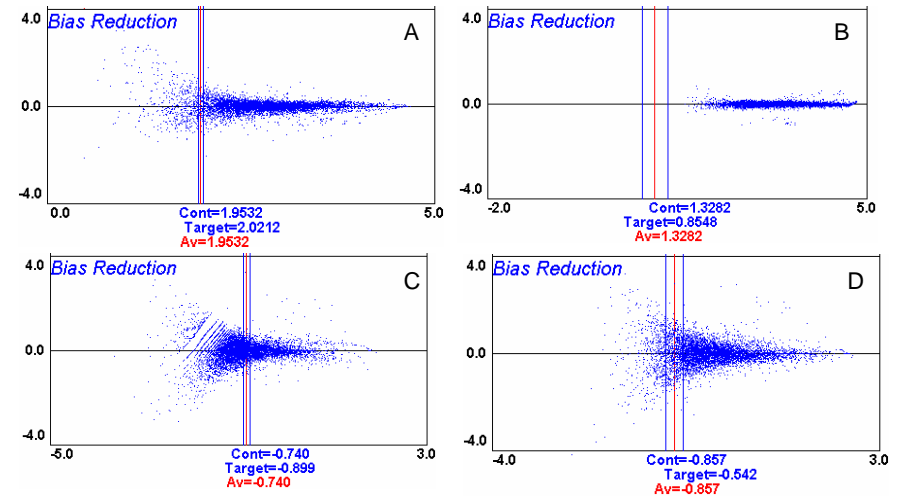 4.0
Bias Reduction
A
0.0
-4.0
0.0
5.0
Cont=1.9532
Target=2.0212
Av=1.9532
4.0
Bias Reduction
B
0.0
-4.0
-2.0
5.0
Cont=1.3282
Target=0.8548
Av=1.3282
4.0
Bias Reduction
C
0.0
-4.0
-5.0
3.0
Cont=-0.740
Target=-0.899
Av=-0.740
4.0
Bias Reduction
D
0.0
-4.0
-4.0
3.0
Cont=-0.857
Target=-0.542
Av=-0.857